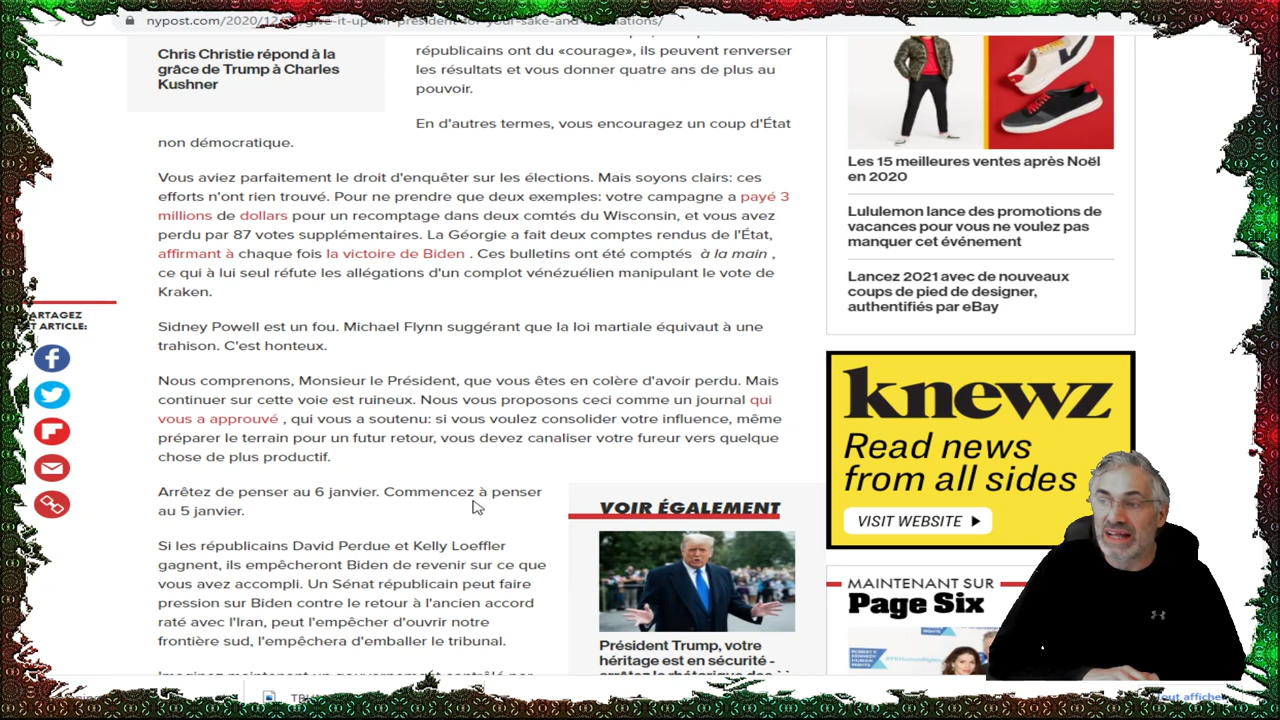 nypost.com/2020/12/
give-it-up-mr-president-for-your-sake-and-
nations/
Chris Christie répond à la
grâce de Trump à Charles
Kushner
républicains ont du «courage», ils peuvent renverser
les résultats et vous donner quatre ans de plus au
pouvoir.
En d'autres termes, vous encouragez un coup d'État
non démocratique.
Vous aviez parfaitement le droit d'enquêter sur les élections. Mais soyons clairs: ces
efforts n'ont rien trouvé. Pour ne prendre que deux exemples: votre campagne a payé 3
millions de dollars pour un recomptage dans deux comtés du Wisconsin, et vous avez
perdu par 87 votes supplémentaires. La Géorgie a fait deux comptes rendus de l'État,
affirmant à chaque fois la victoire de Biden . Ces bulletins ont été comptés à la main ,
ce qui à lui seul réfute les allégations d'un complot vénézuélien manipulant le vote de
Kraken.
Sidney Powell est un fou. Michael Flynn suggérant que la loi martiale équivaut à une
trahison. C'est honteux.
Nous comprenons, Monsieur le Président, que vous êtes en colère d'avoir perdu. Mais
continuer sur cette voie est ruineux. Nous vous proposons ceci comme un journal qui
vous a approuvé , qui vous a soutenu: si vous voulez consolider votre influence, même
préparer le terrain pour un futur retour, vous devez canaliser votre fureur vers quelque
chose de plus productif.
Arrêtez de penser au 6 janvier. Commencez à penser
au 5 janvier.
Si les républicains David Perdue et Kelly Loeffler
gagnent, ils empêcheront Biden de revenir sur ce que
vous avez accompli. Un Sénat républicain peut faire
pression sur Biden contre le retour à l'ancien accord
raté avec l'Iran, peut l'empêcher d'ouvrir notre
frontière sud, l'empêchera d'emballer le tribunal.
PARTAGEZ
ET ARTICLE:
VOIR ÉGALEMENT
Président Trump, votre
héritage est en sécurité -
arrêtez la rhétorique des
Les 15 meilleures ventes après Noël
en 2020
Lululemon lance des promotions de
vacances pour vous ne voulez pas
manquer cet événement
Lancez 2021 avec de nouveaux
coups de pied de designer,
authentifiés par eBay
knewz
Read news
from all sides
VISIT WEBSITE
MAINTENANT SUR
Page Six
Tout afficher